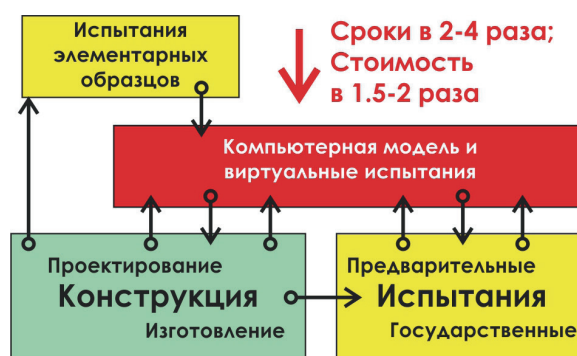 Испытания
элементарных
образцов
Сроки в 2-4 раза;
Стоимость
в 1.5-2 раза
Компьютерная модель и
виртуальные испытания
Проектирование
Конструкция
Изготовление
Предварительные
Испытания
Государственные